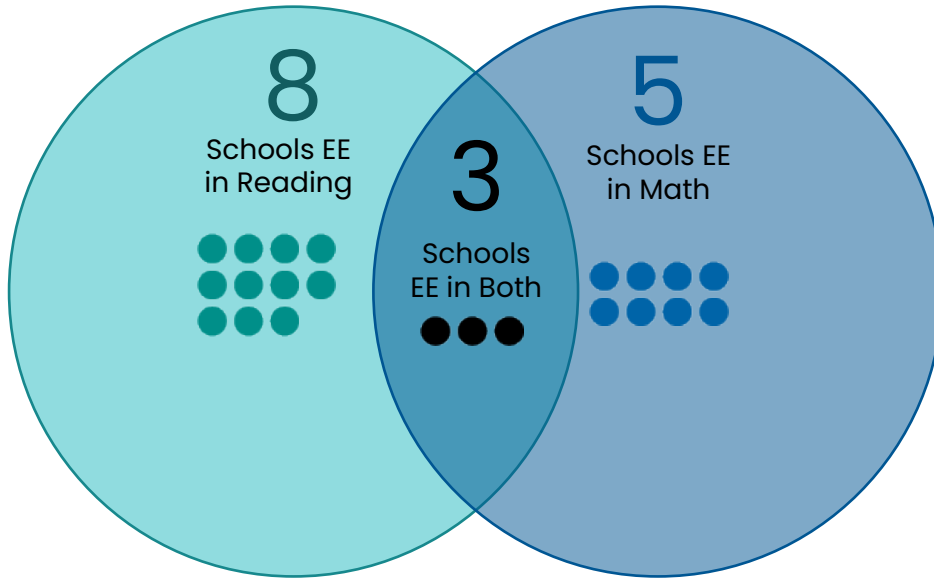 8
Schools EE
in Reading
3
Schools
EE in Both
5
Schools EE
in Math